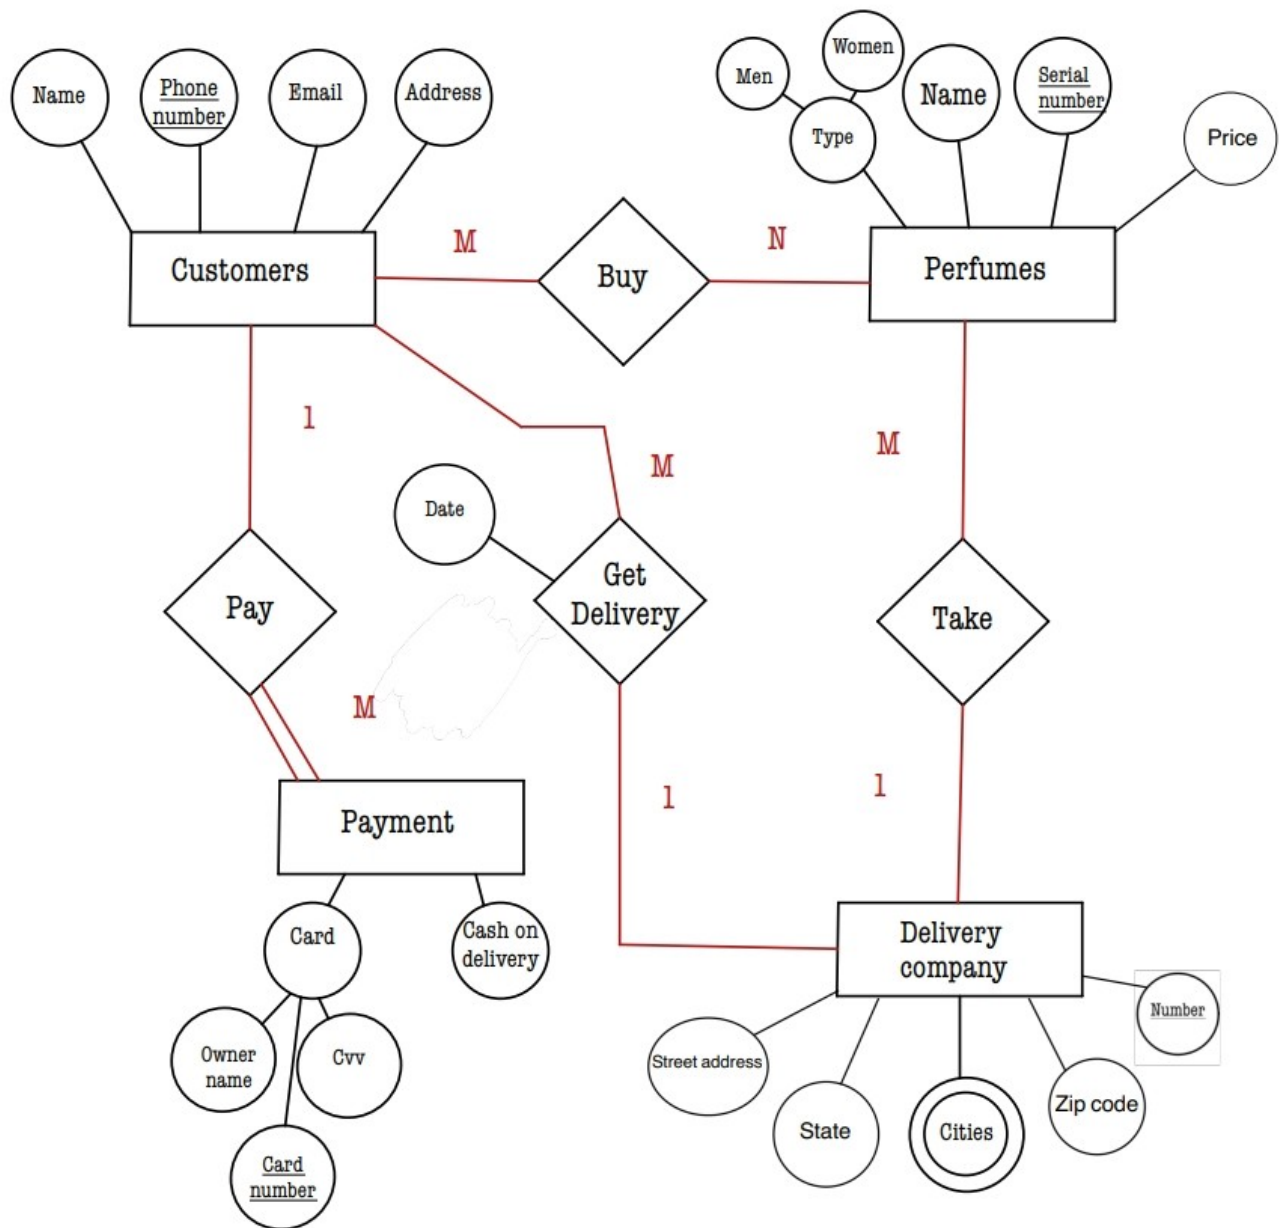 Name
Phone
number
Email
Address
Men
Women
Type
Name
Serial
number
Price
Customers
M
Buy
N
Perfumes
1
M
M
Date
Get
Delivery
Pay
Take
M
1
1
Payment
Card
Cash on
delivery
Owner
name
Cvv
Card
number
Delivery
company
Number
Street address
State
Cities
Zip code